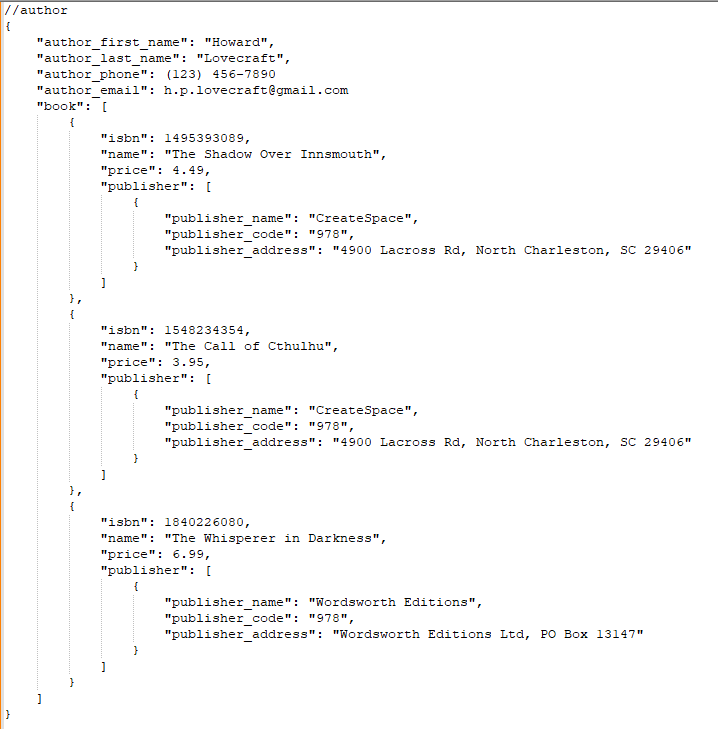 //author
{
    "author_first_name": "Howard",
    "author_last_name": "Lovecraft",
    "author_phone": (123) 456-7890
    "author_email": h.p.lovecraft@gmail.com
    "book": [
        {
            "isbn": 1495393089,
            "name": "The Shadow Over Innsmouth",
            "price": 4.49,
            "publisher": [
                {
                    "publisher_name": "CreateSpace",
                    "publisher_code": "978",
                    "publisher_address": "4900 Lacross Rd, North Charleston, SC 29406"
                }
            ]
        },
        {
            "isbn": 1548234354,
            "name": "The Call of Cthulhu",
            "price": 3.95,
            "publisher": [
                {
                    "publisher_name": "CreateSpace",
                    "publisher_code": "978",
                    "publisher_address": "4900 Lacross Rd, North Charleston, SC 29406"
                }
            ]
        },
        {
            "isbn": 1840226080,
            "name": "The Whisperer in Darkness",
            "price": 6.99,
            "publisher": [
                {
                    "publisher_name": "Wordsworth Editions",
                    "publisher_code": "978",
                    "publisher_address": "Wordsworth Editions Ltd, PO Box 13147"
                }
            ]
        }
    ]
}